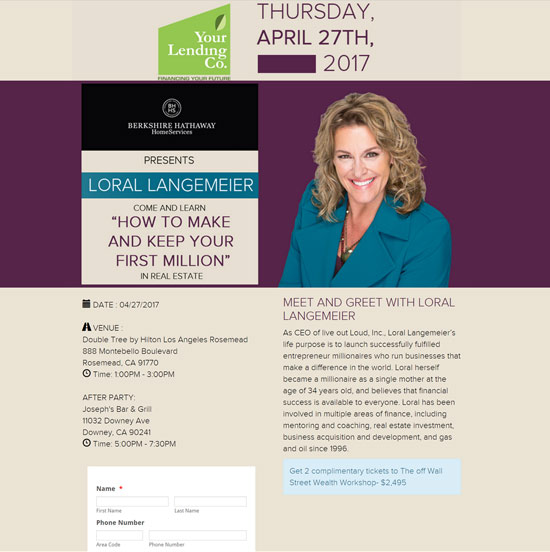 Your
Lending
Co.
FINANCING YOUR FUTURE
THURSDAY,
APRIL 27TH,
2017
BH
HS
BERKSHIRE HATHAWAY
HomeServices
PRESENTS
LORAL LANGEMEIER
COME AND LEARN
“HOW TO MAKE
AND KEEP YOUR
FIRST MILLION”
IN REAL ESTATE
DATE : 04/27/2017
VENUE :
Double Tree by Hilton Los Angeles Rosemead
888 Montebello Boulevard
Rosemead, CA 91770
Time: 1:00PM - 3:00PM
AFTER PARTY:
Joseph's Bar & Grill
11032 Downey Ave
Downey, CA 90241
Time: 5:00PM - 7:30PM
MEET AND GREET WITH LORAL
LANGEMEIER
As CEO of live out Loud, Inc., Loral Langemeier's
life purpose is to launch successfully fulfilled
entrepreneur millionaires who run businesses that
make a difference in the world. Loral herself
became a millionaire as a single mother at the
age of 34 years old, and believes that financial
success is available to everyone. Loral has been
involved in multiple areas of finance, including
mentoring and coaching, real estate investment,
business acquisition and development, and gas
and oil since 1996.
Get 2 complimentary tickets to The off Wall
Street Wealth Workshop- $2,495
Name *
First Name Last Name
Phone Number
Area Code Phone Number